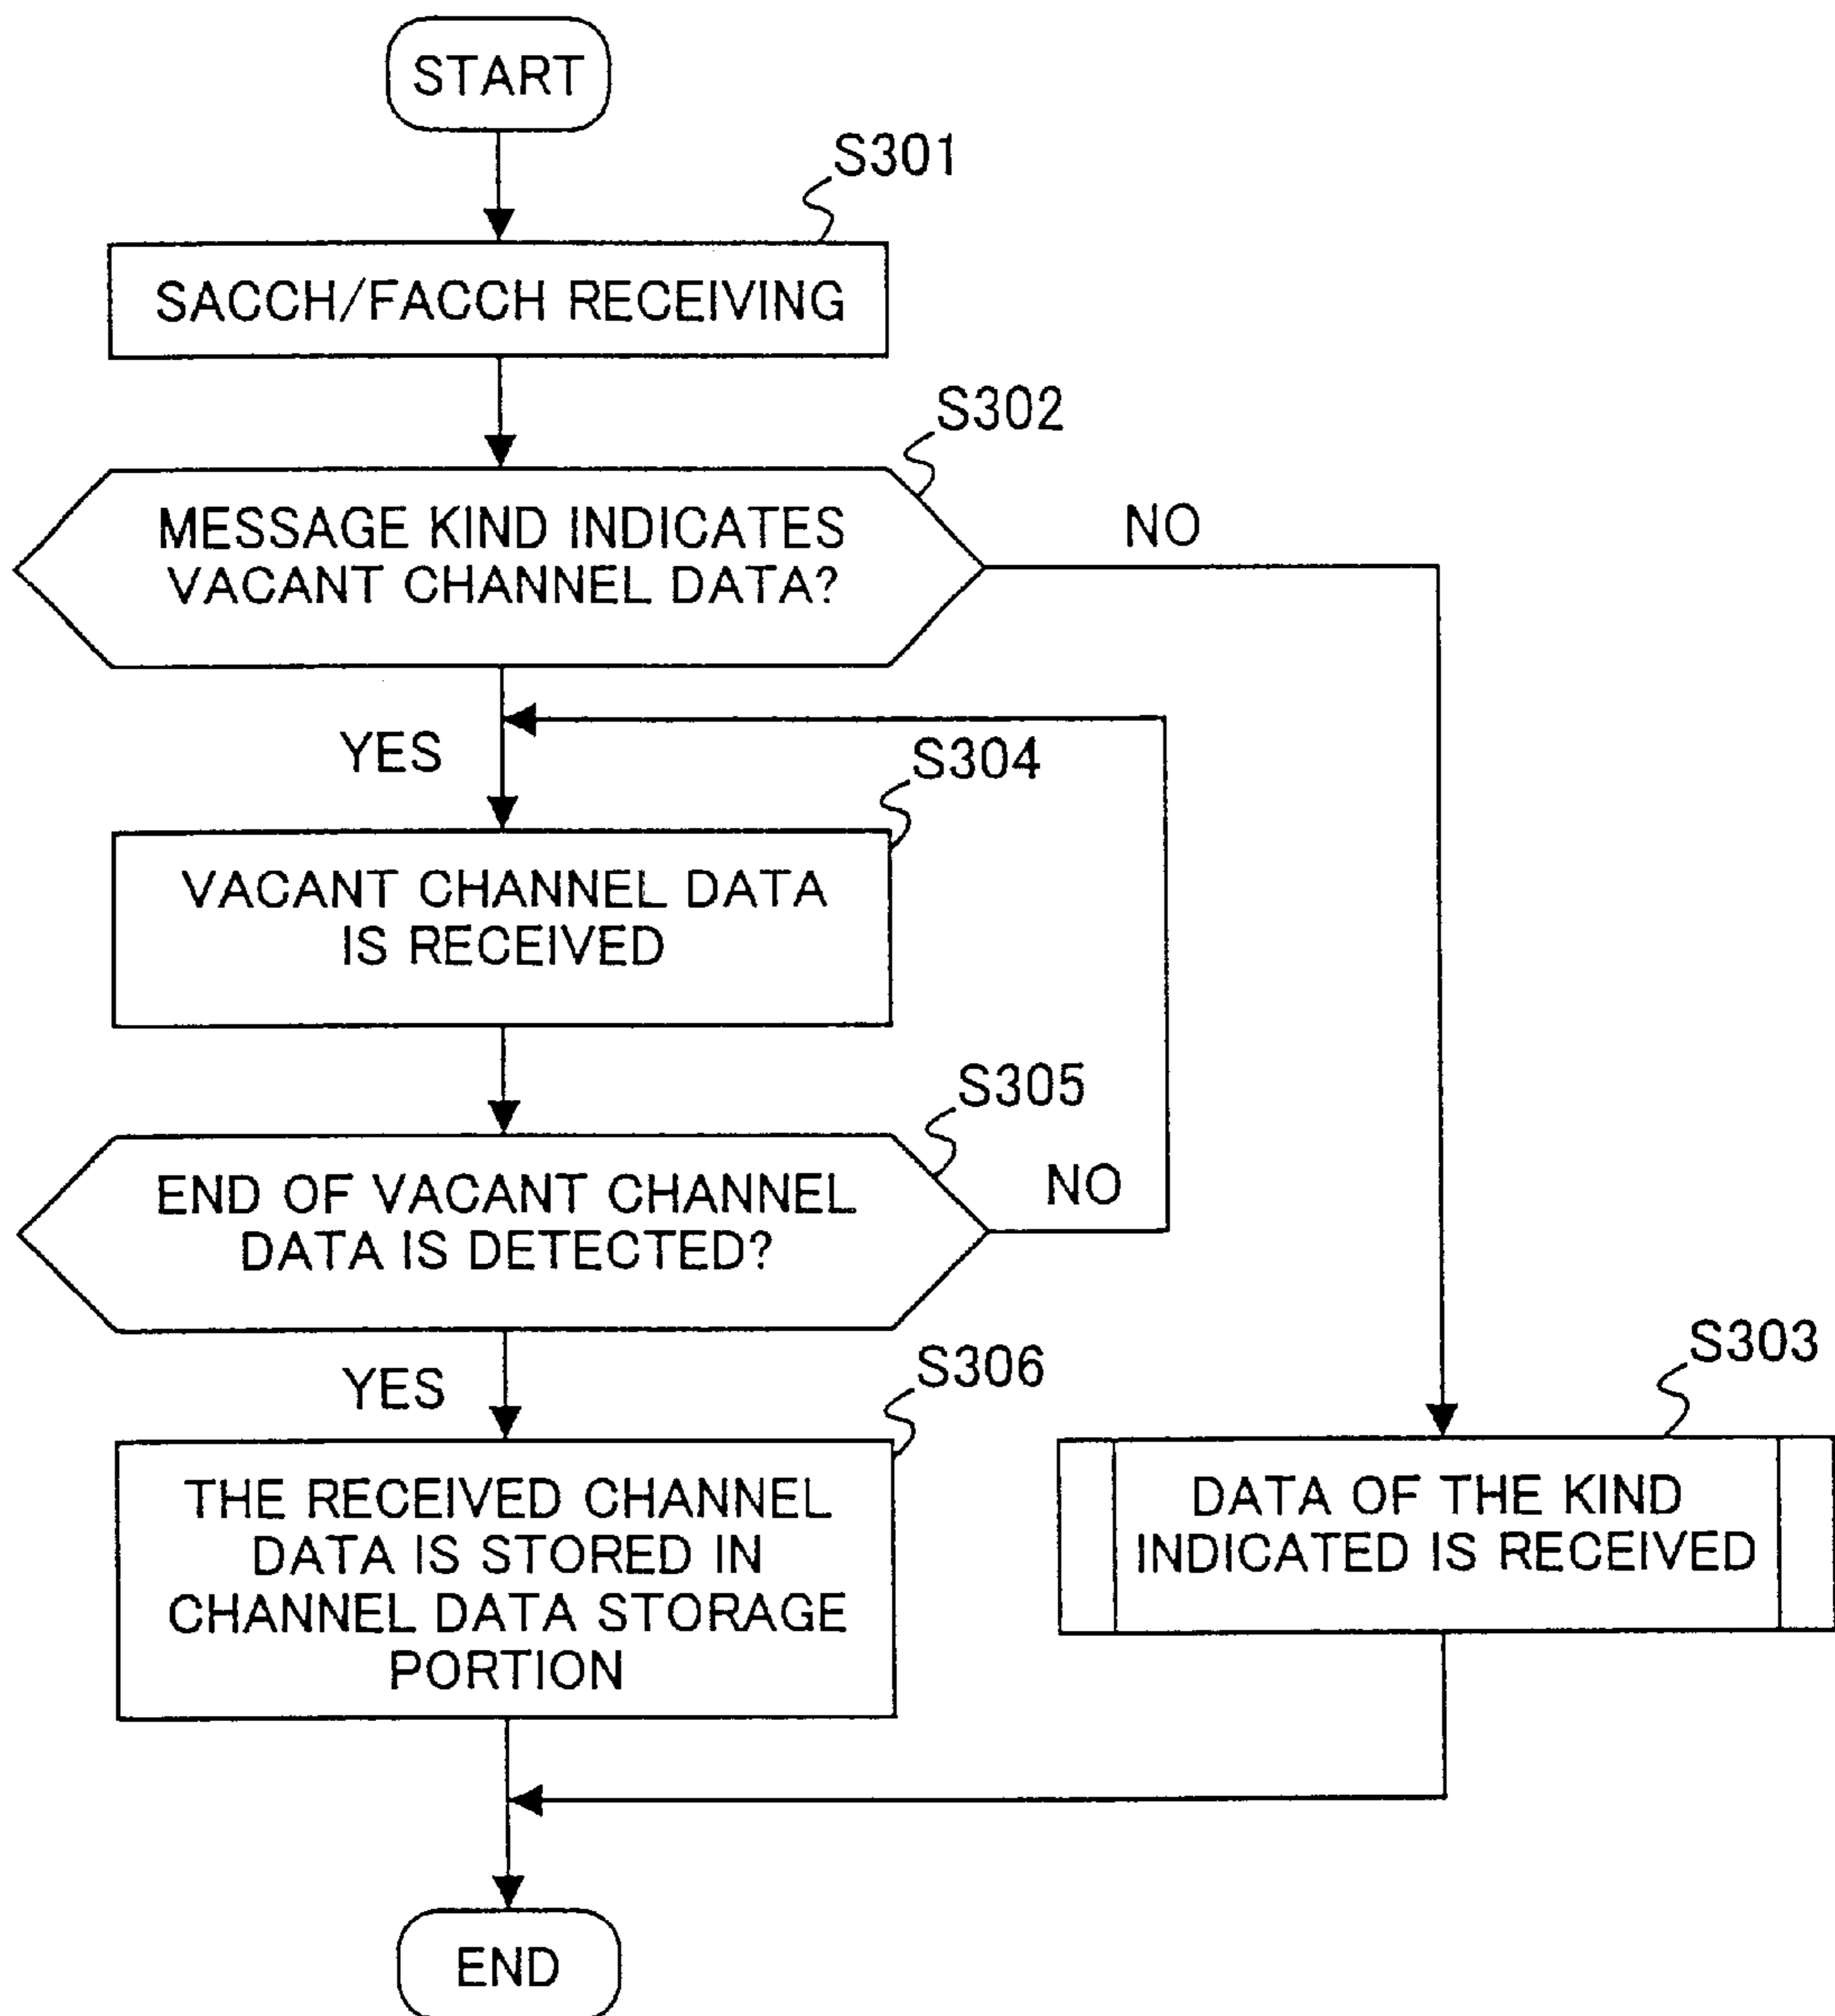 START
S301
SACCH/FACCH RECEIVING
S302
MESSAGE KIND INDICATES
VACANT CHANNEL DATA?
NO
YES
S304
VACANT CHANNEL DATA
IS RECEIVED
S305
END OF VACANT CHANNEL
DATA IS DETECTED?
NO
YES
S306
THE RECEIVED CHANNEL
DATA IS STORED IN
CHANNEL DATA STORAGE
PORTION
S303
DATA OF THE KIND
INDICATED IS RECEIVED
END